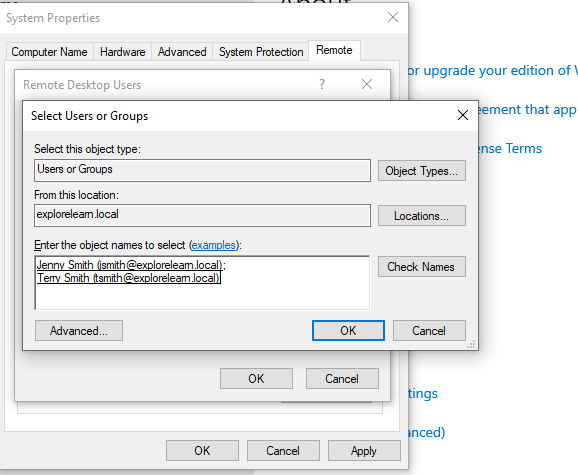 About
System Properties
Computer Name Hardware Advanced System Protection Remote
or upgrade your edition of
Remote Desktop Users ?
eement that app
Select Users or Groups
ense Terms
Select this object type:
Users or Groups Object Types...
From this location:
explorelearn.local Locations...
Enter the object names to select (examples):
Jenny Smith (jsmith@explorelearn.local);
Terry Smith (tsmith@explorelearn.local)
Check Names
Advanced... OK Cancel
OK Cancel
ttings
anced)
OK Cancel Apply